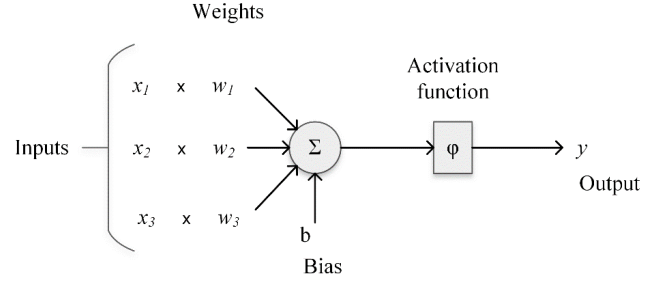 Weights
x1 x w1
Activation
function
Inputs
x2 x w2
Σ
φ
y
Output
x3 x w3
b
Bias